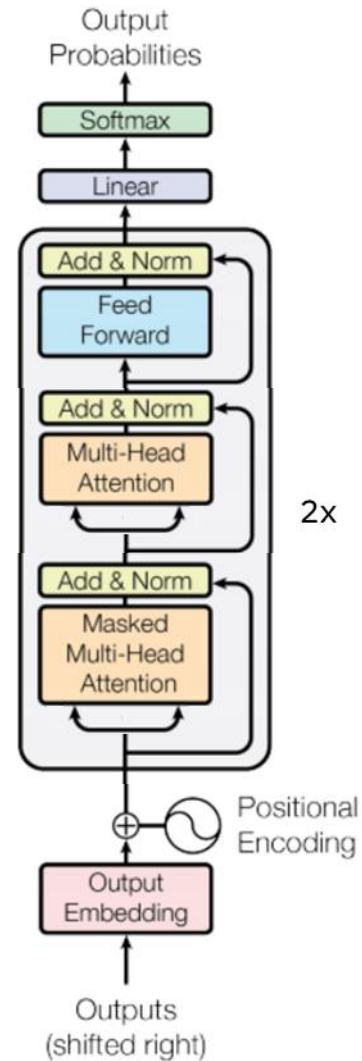 Output
Probabilities
Softmax
Linear
Add & Norm
Feed
Forward
Add & Norm
Multi-Head
Attention
2x
Add & Norm
Masked
Multi-Head
Attention
Positional
Encoding
Output
Embedding
Outputs
(shifted right)